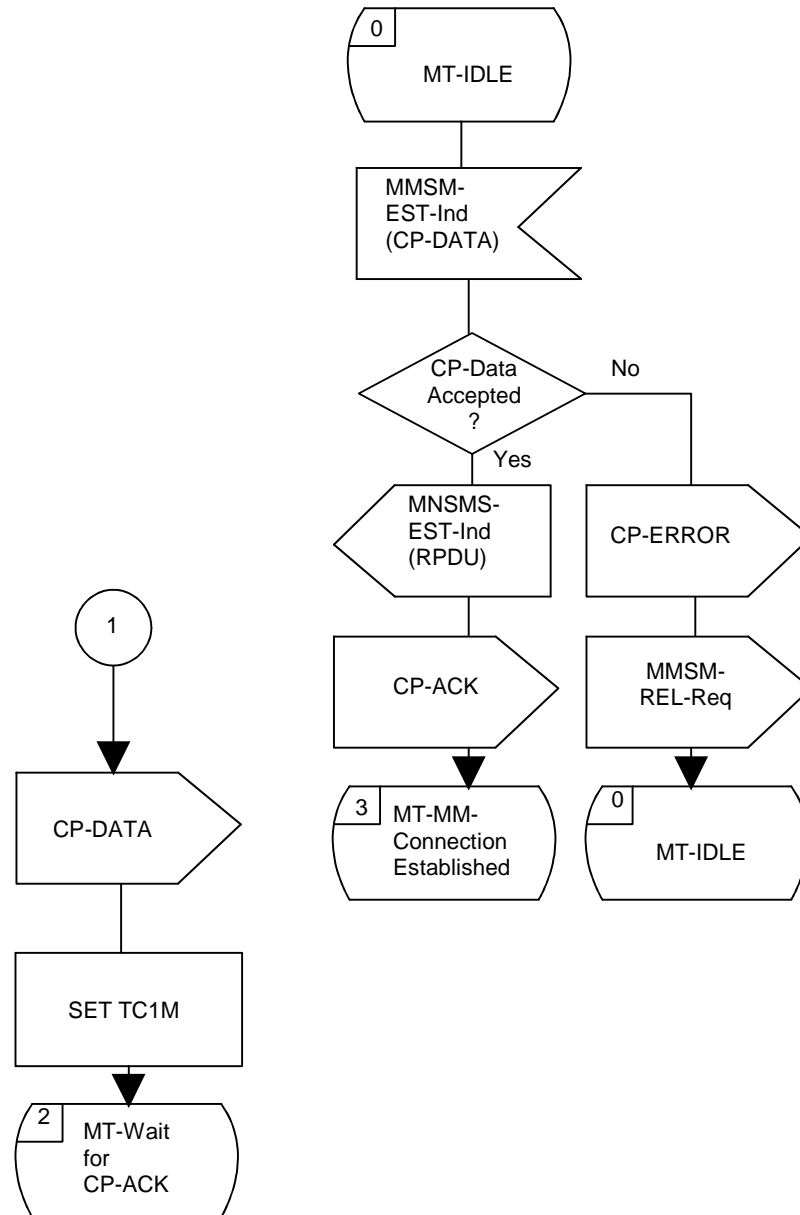 0
MT-IDLE
MMSM-
EST-Ind
(CP-DATA)
CP-Data
Accepted
?
No
Yes
MNSMS-
EST-Ind
(RPDU)
CP-ERROR
1
CP-ACK
MMSM-
REL-Req
CP-DATA
3
MT-MM-
Connection
Established
0
MT-IDLE
SET TC1M
2
MT-Wait
for
CP-ACK